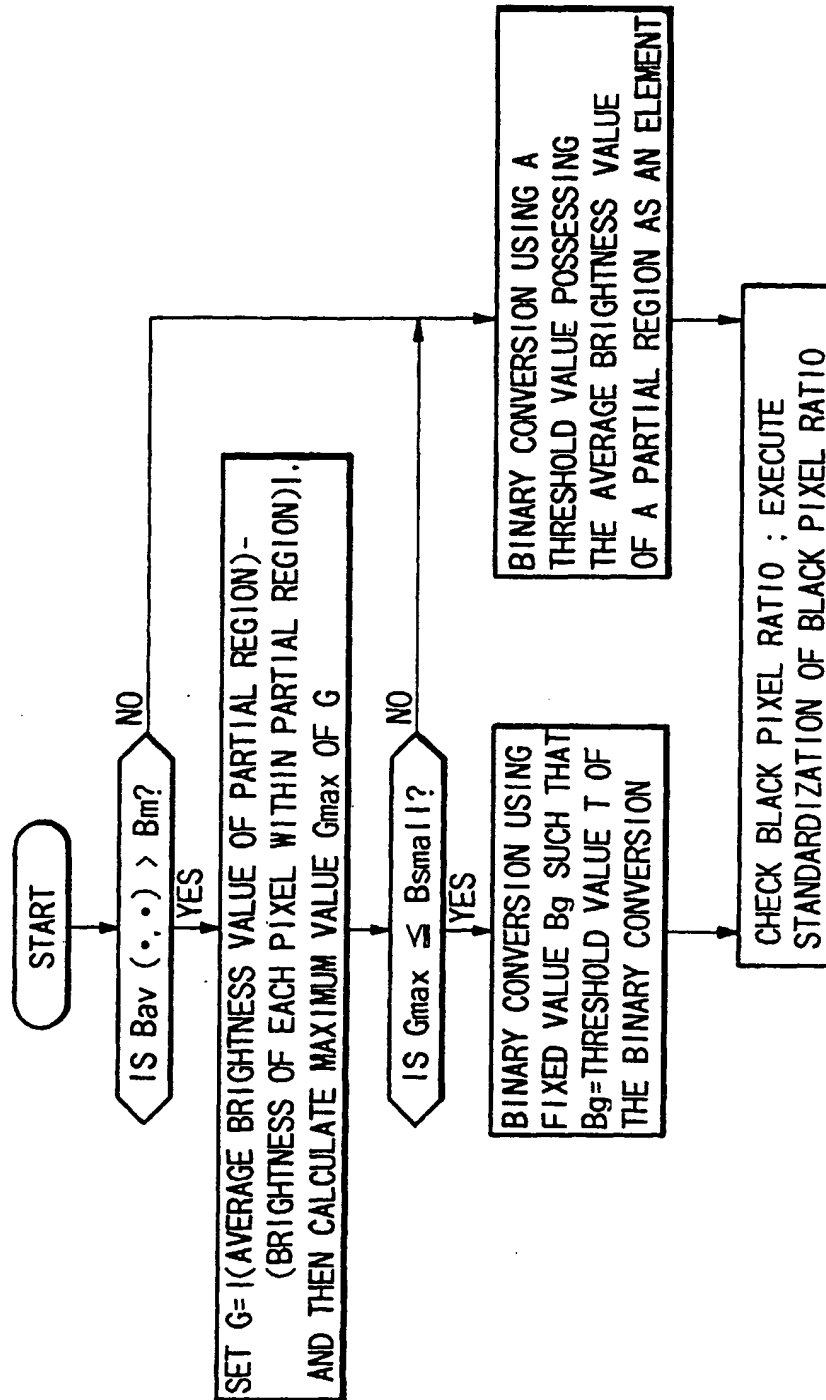 START
IS Bav (•,•) > Bm?
NO
YES
SET G=|(AVERAGE BRIGHTNESS VALUE OF PARTIAL REGION)-
(BRIGHTNESS OF EACH PIXEL WITHIN PARTIAL REGION)|.
AND THEN CALCULATE MAXIMUM VALUE Gmax OF G
IS Gmax ≦ Bsmall?
NO
YES
BINARY CONVERSION USING
FIXED VALUE Bg SUCH THAT
Bg=THRESHOLD VALUE T OF
THE BINARY CONVERSION
BINARY CONVERSION USING A
THRESHOLD VALUE POSSESSING
THE AVERAGE BRIGHTNESS VALUE
OF A PARTIAL REGION AS AN ELEMENT
CHECK BLACK PIXEL RATIO ; EXECUTE
STANDARDIZATION OF BLACK PIXEL RATIO